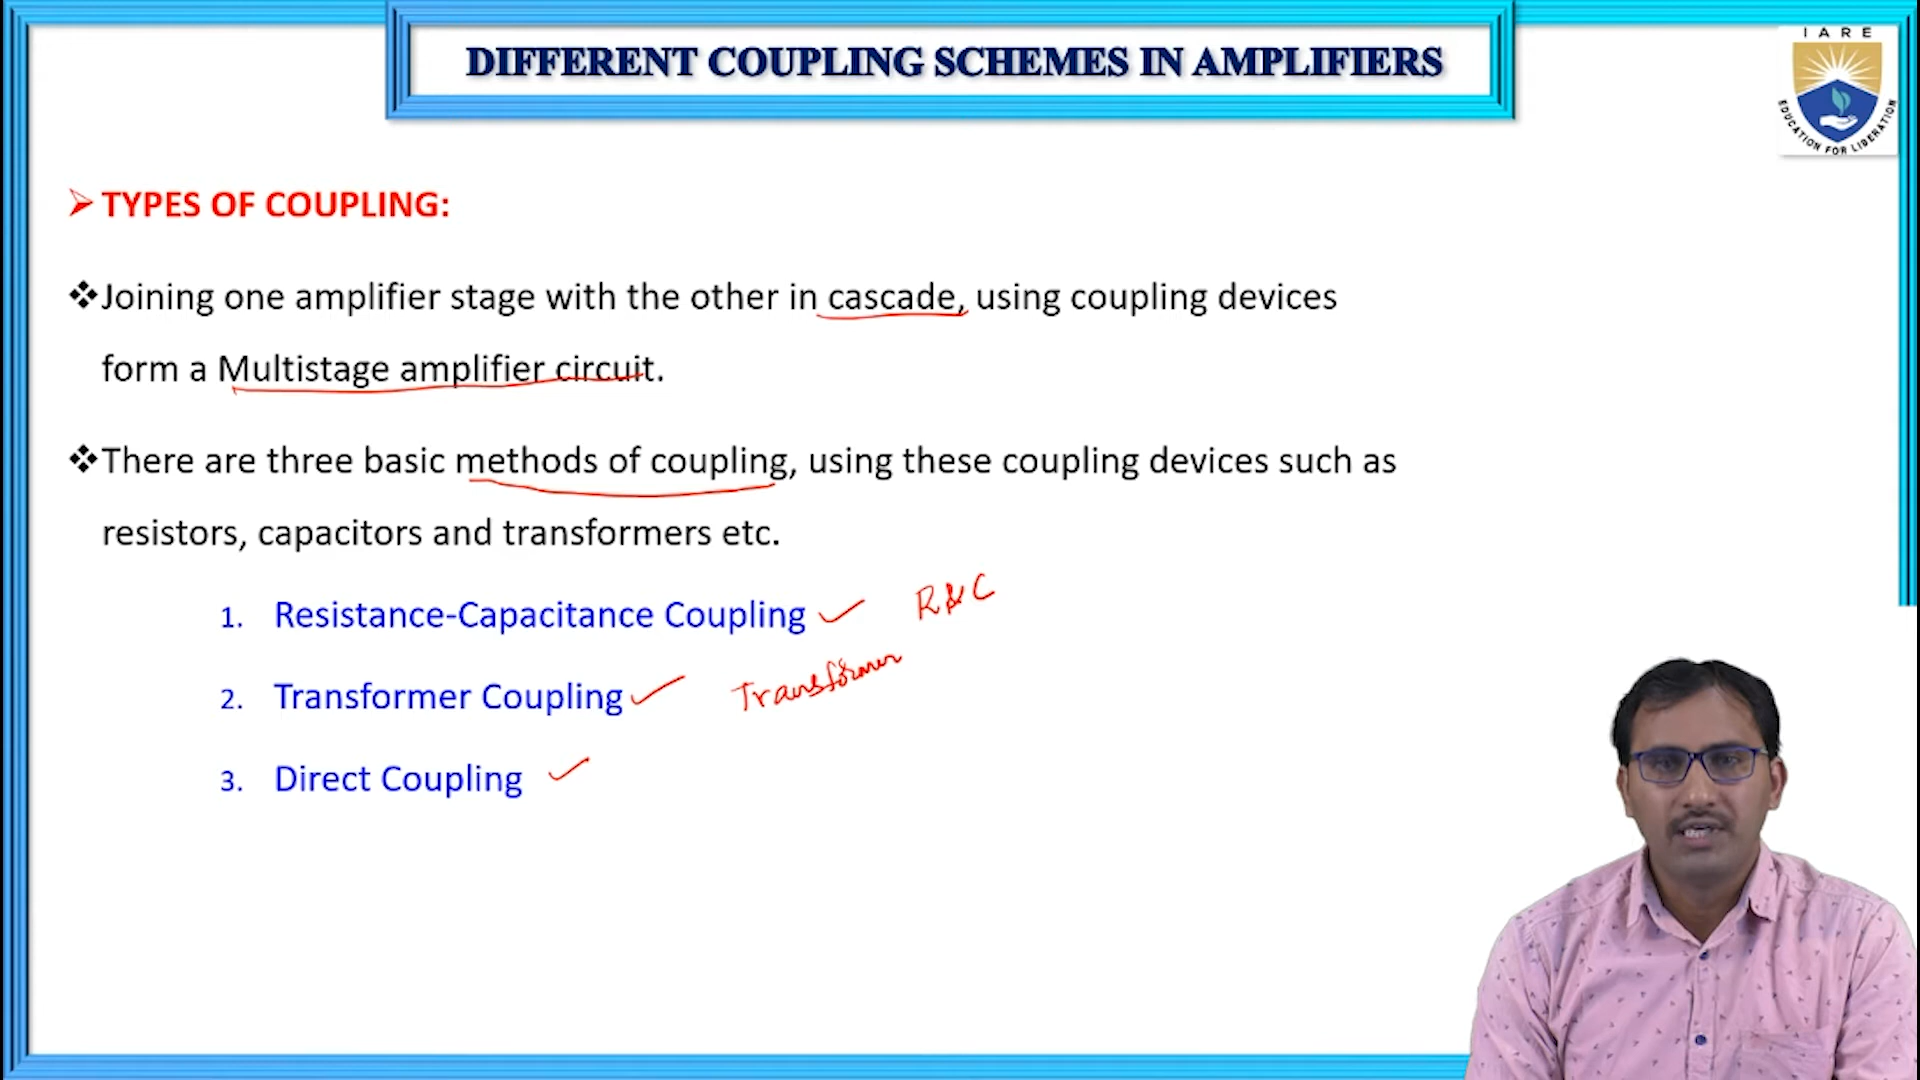 DIFFERENT COUPLING SCHEMES IN AMPLIFIERS
IARE
EDUCATION FOR LIBERATION
TYPES OF COUPLING:
Joining one amplifier stage with the other in cascade, using coupling devices
form a Multistage amplifier circuit.
There are three basic methods of coupling, using these coupling devices such as
resistors, capacitors and transformers etc.
1. Resistance-Capacitance Coupling R&C
2. Transformer Coupling Transformer
3. Direct Coupling